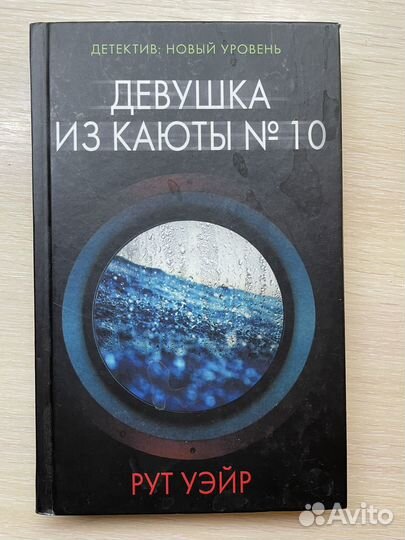 ДЕТЕКТИВ: НОВЫЙ УРОВЕНЬ
ДЕВУШКА
ИЗ КАЮТЫ № 10
РУТ УЭЙР
Avito